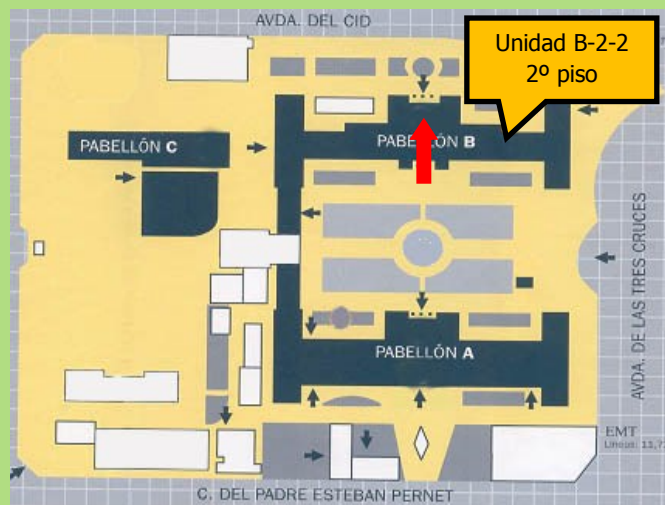 AVDA. DEL CID
Unidad B-2-2
2º piso
PABELLÓN C
PABELLÓN B
AVDA. DE LAS TRES CRUCES
PABELLÓN A
EMT
C. DEL PADRE ESTEBAN PERNET